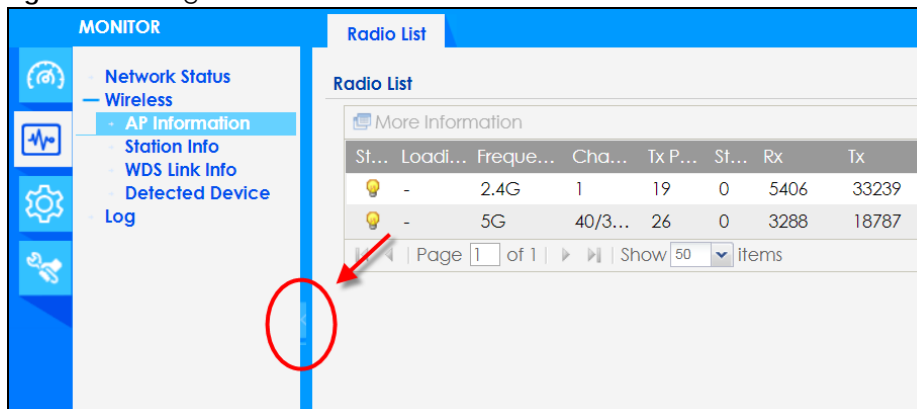 MONITOR
Network Status
Wireless
AP Information
Station Info
WDS Link Info
Detected Device
Log
Radio List
Radio List
More Information
St... Loadi... Freque... Cha... Tx P... St... Rx Tx
- 2.4G 1 19 0 5406 33239
- 5G 40/3... 26 0 3288 18787
Page 1 of 1 Show 50 items